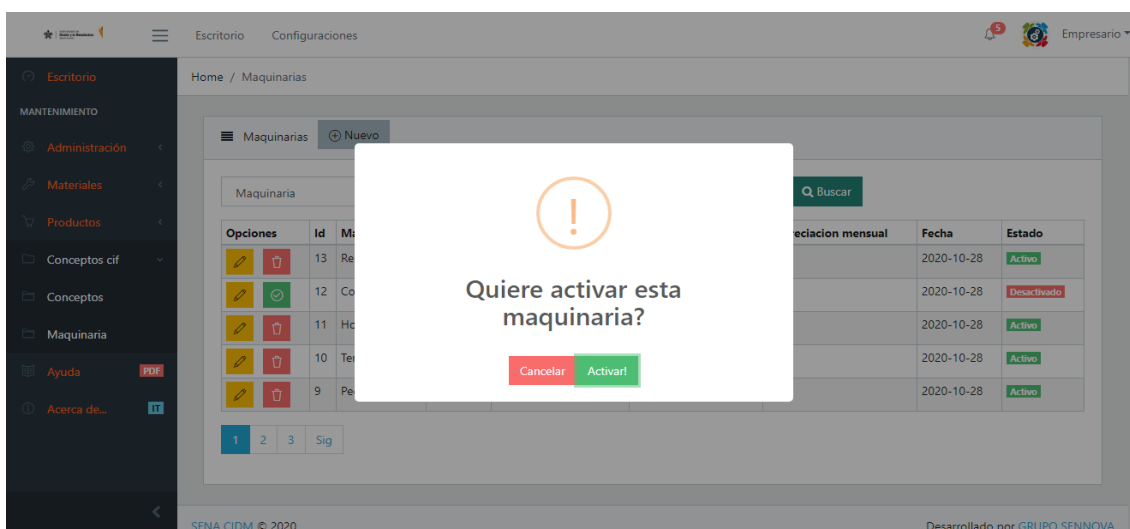 Escritorio Configuraciones 5 Empresario
Escritorio
Home / Maquinarias
MANTENIMIENTO
Administración
Materiales
Productos
Conceptos cif
Conceptos
Maquinaria
Ayuda PDF
Acerca de... IT
Maquinarias Nuevo
Maquinaria Buscar
Opciones Id Ma reciacion mensual Fecha Estado
13 Re 2020-10-28 Activo
12 Co 2020-10-28 Desactivado
11 Ho 2020-10-28 Activo
10 Ter 2020-10-28 Activo
9 Pe 2020-10-28 Activo
!
Quiere activar esta
maquinaria?
Cancelar Activar!
1 2 3 Sig
SENA CIDM © 2020 Desarrollado por GRUPO SENNOVA